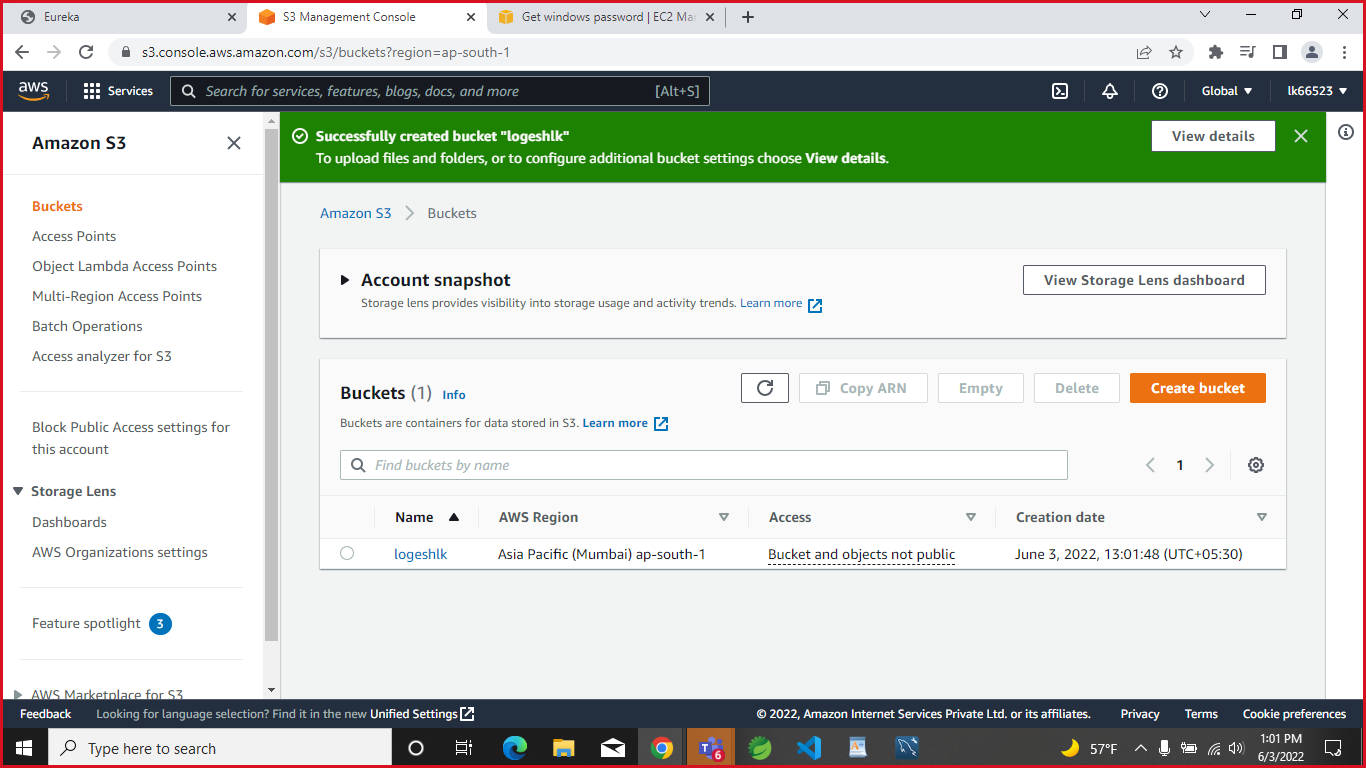 Eureka
S3 Management Console
Get windows password | EC2 Ma
s3.console.aws.amazon.com/s3/buckets?region=ap-south-1
aws
Services
Search for services, features, blogs, docs, and more
[Alt+S]
Global
lk66523
Amazon S3
Buckets
Access Points
Object Lambda Access Points
Multi-Region Access Points
Batch Operations
Access analyzer for S3
Block Public Access settings for
this account
Storage Lens
Dashboards
AWS Organizations settings
Feature spotlight 3
AWS Marketplace for S3
Successfully created bucket "logeshlk"
To upload files and folders, or to configure additional bucket settings choose View details.
View details
Amazon S3
Buckets
Account snapshot
Storage lens provides visibility into storage usage and activity trends. Learn more
View Storage Lens dashboard
Buckets (1) Info
Buckets are containers for data stored in S3. Learn more
Copy ARN
Empty
Delete
Create bucket
Find buckets by name
1
Name
AWS Region
Access
Creation date
logeshlk
Asia Pacific (Mumbai) ap-south-1
Bucket and objects not public
June 3, 2022, 13:01:48 (UTC+05:30)
Feedback
Looking for language selection? Find it in the new Unified Settings
© 2022, Amazon Internet Services Private Ltd. or its affiliates.
Privacy
Terms
Cookie preferences
Type here to search
6
57°F
1:01 PM
6/3/2022